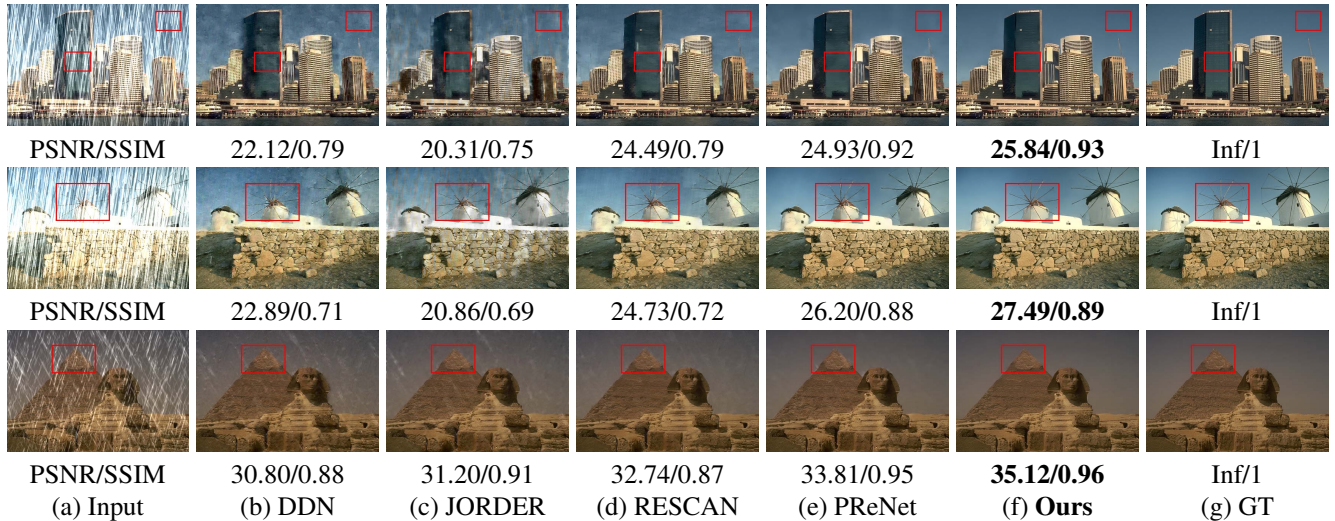 PSNR/SSIM 22.12/0.79 20.31/0.75 24.49/0.79 24.93/0.92 25.84/0.93 Inf/1
PSNR/SSIM 22.89/0.71 20.86/0.69 24.73/0.72 26.20/0.88 27.49/0.89 Inf/1
PSNR/SSIM 30.80/0.88 31.20/0.91 32.74/0.87 33.81/0.95 35.12/0.96 Inf/1
(a) Input (b) DDN (c) JORDER (d) RESCAN (e) PReNet (f) Ours (g) GT